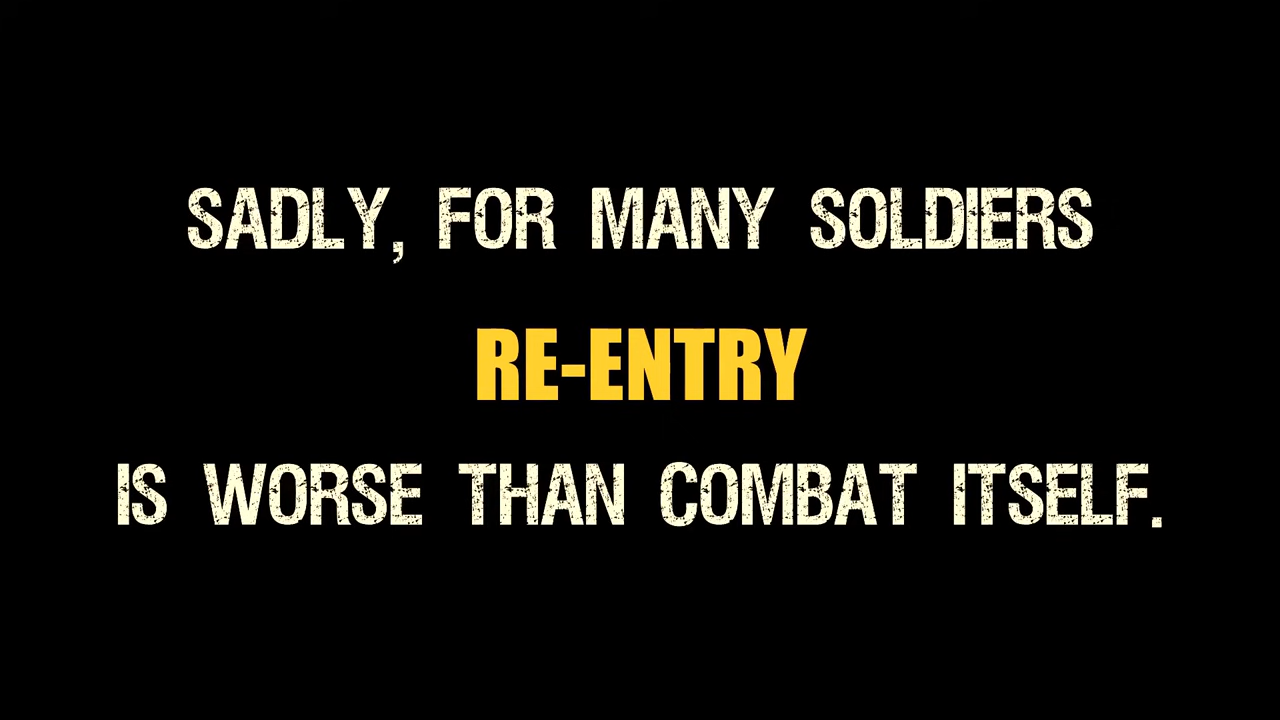 SADLY, FOR MANY SOLDIERS
RE-ENTRY
IS WORSE THAN COMBAT ITSELF.